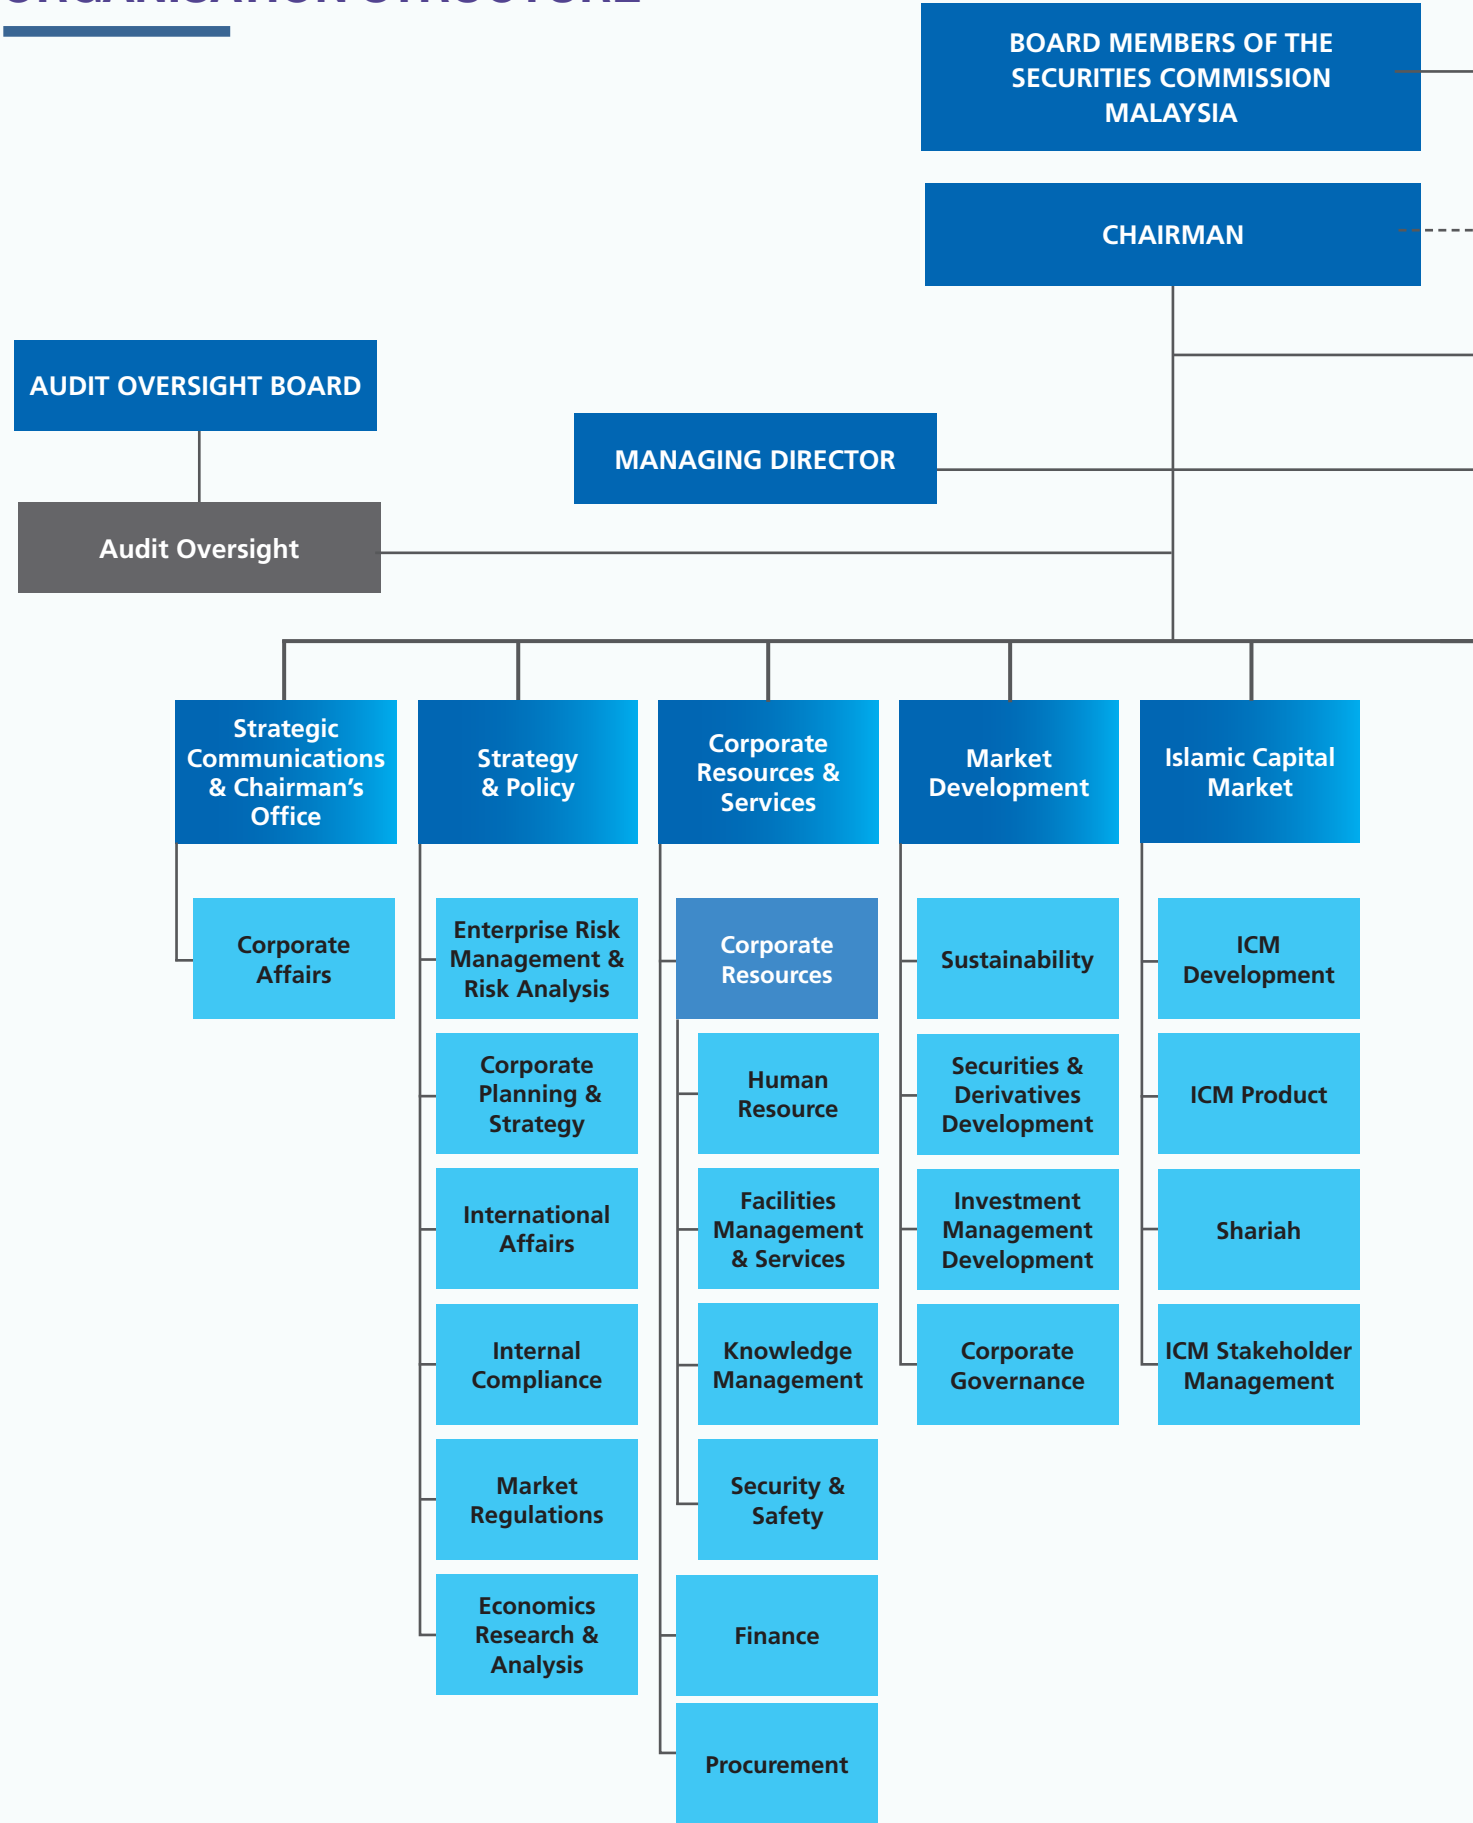 ORGANISATION STRUCTURE
BOARD MEMBERS OF THE
SECURITIES COMMISSION
MALAYSIA
CHAIRMAN
AUDIT OVERSIGHT BOARD
MANAGING DIRECTOR
Audit Oversight
Strategic
Communications
& Chairman’s
Office
Corporate
Affairs
Strategy
& Policy
Enterprise Risk
Management &
Risk Analysis
Corporate
Planning &
Strategy
International
Affairs
Internal
Compliance
Market
Regulations
Economics
Research &
Analysis
Corporate
Resources &
Services
Corporate
Resources
Human
Resource
Facilities
Management
& Services
Knowledge
Management
Security &
Safety
Finance
Procurement
Market
Development
Sustainability
Securities &
Derivatives
Development
Investment
Management
Development
Corporate
Governance
Islamic Capital
Market
ICM
Development
ICM Product
Shariah
ICM Stakeholder
Management